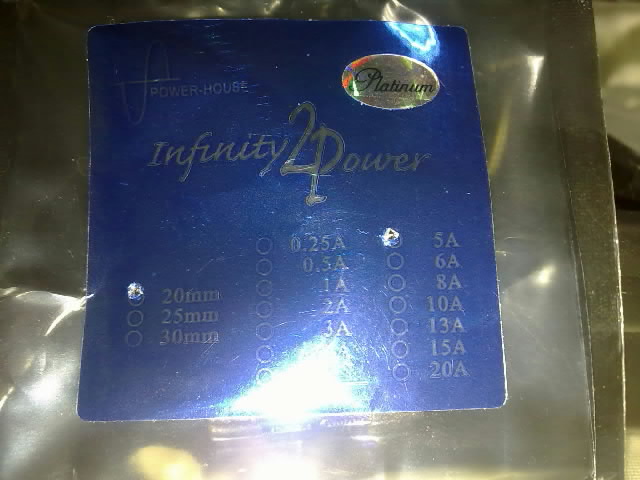 POWER-HOUSE
Platinum
Infinity 2 Power
20mm
25mm
30mm
0.25A
0.5A
1A
2A
3A
5A
6A
8A
10A
13A
15A
20A